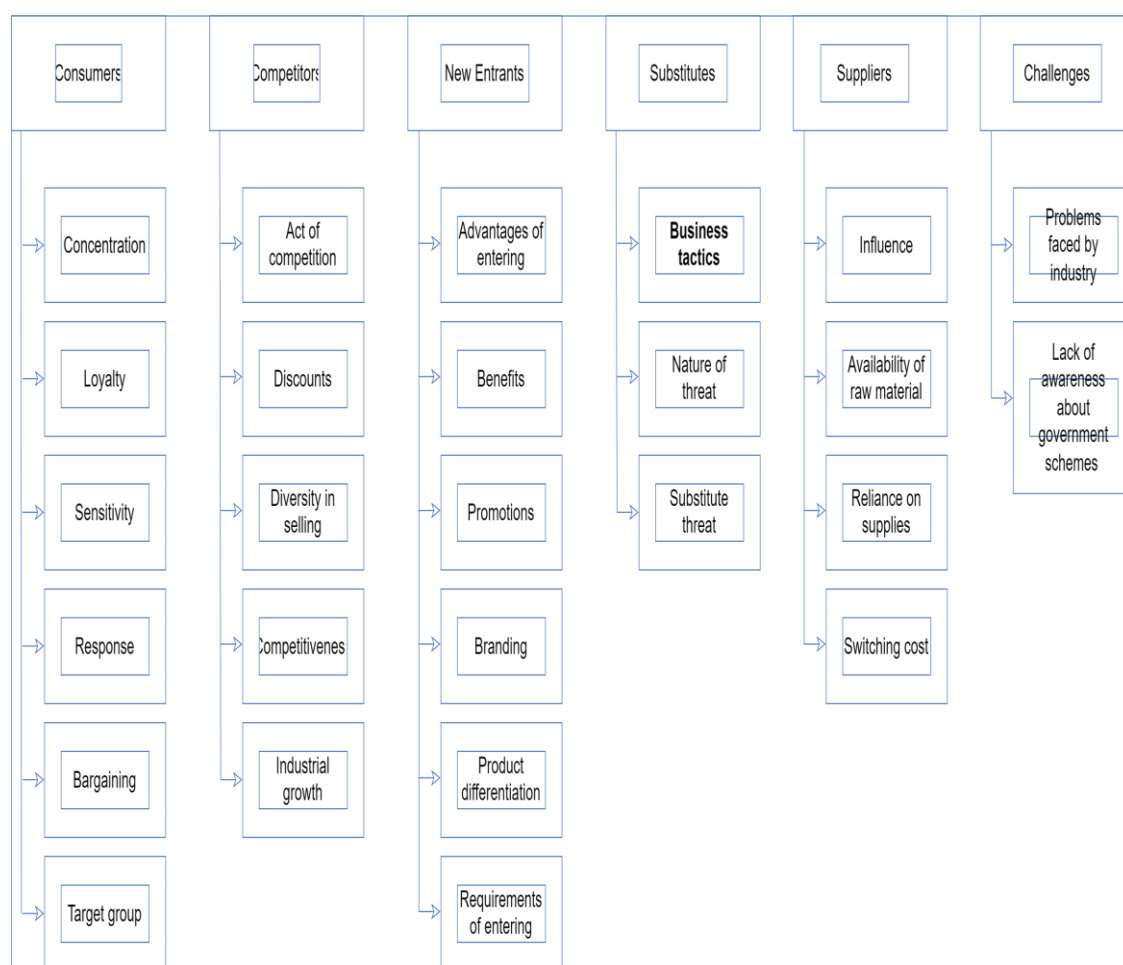 Consumers
Competitors
New Entrants
Substitutes
Suppliers
Challenges
Concentration
Loyalty
Sensitivity
Response
Bargaining
Target group
Act of
competition
Discounts
Diversity in
selling
Competitivenes
Industrial
growth
Advantages of
entering
Benefits
Promotions
Branding
Product
differentiation
Requirements
of entering
Business
tactics
Nature of
threat
Substitute
threat
Influence
Availability of
raw material
Reliance on
supplies
Switching cost
Problems
faced by
industry
Lack of
awareness
about
government
schemes